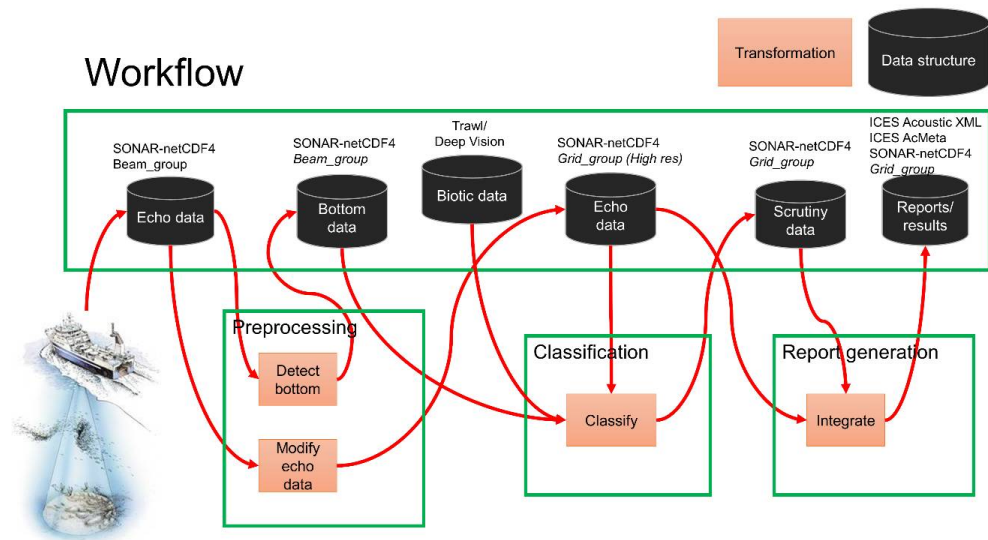 Workflow
Transformation
Data structure
SONAR-netCDF4
Beam_group
Echo data
SONAR-netCDF4
Beam_group
Bottom
data
Trawl/
Deep Vision
Biotic data
SONAR-netCDF4
Grid_group (High res)
Echo
data
SONAR-netCDF4
Grid_group
Scrutiny
data
ICES Acoustic XML
ICES AcMeta
SONAR-netCDF4
Grid_group
Reports/
results
Preprocessing
Detect
bottom
Modify
echo
data
Classification
Classify
Report generation
Integrate